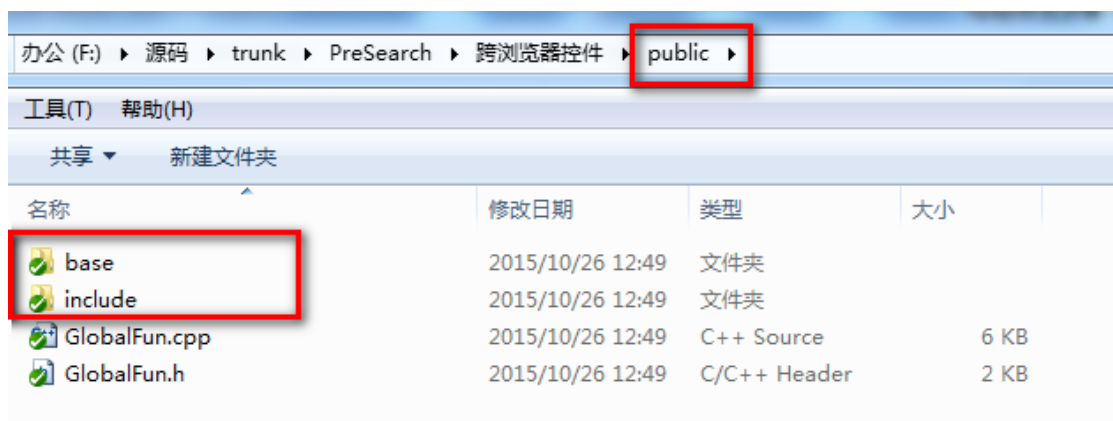 办公 (F:) 源码 trunk PreSearch 跨浏览器控件 public
工具(T) 帮助(H)
共享 新建文件夹
名称 修改日期 类型 大小
base 2015/10/26 12:49 文件夹
include 2015/10/26 12:49 文件夹
GlobalFun.cpp 2015/10/26 12:49 C++ Source 6 KB
GlobalFun.h 2015/10/26 12:49 C/C++ Header 2 KB